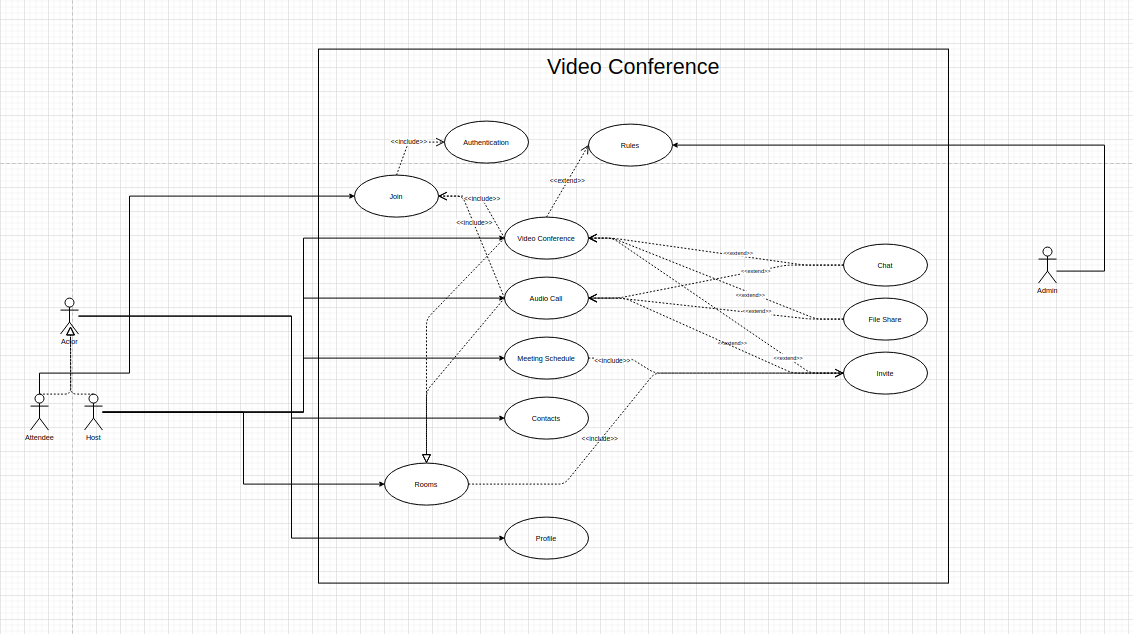 Video Conference
<<include>>
Authentication
Rules
<<extend>>
Join
<<include>>
<<include>>
Video Conference
<<extend>>
Chat
<<extend>>
Admin
Audio Call
<<extend>>
<<extend>>
File Share
Actor
<<extend>>
Meeting Schedule
<<include>>
<<extend>>
Invite
Contacts
Attendee
Host
<<include>>
Rooms
Profile